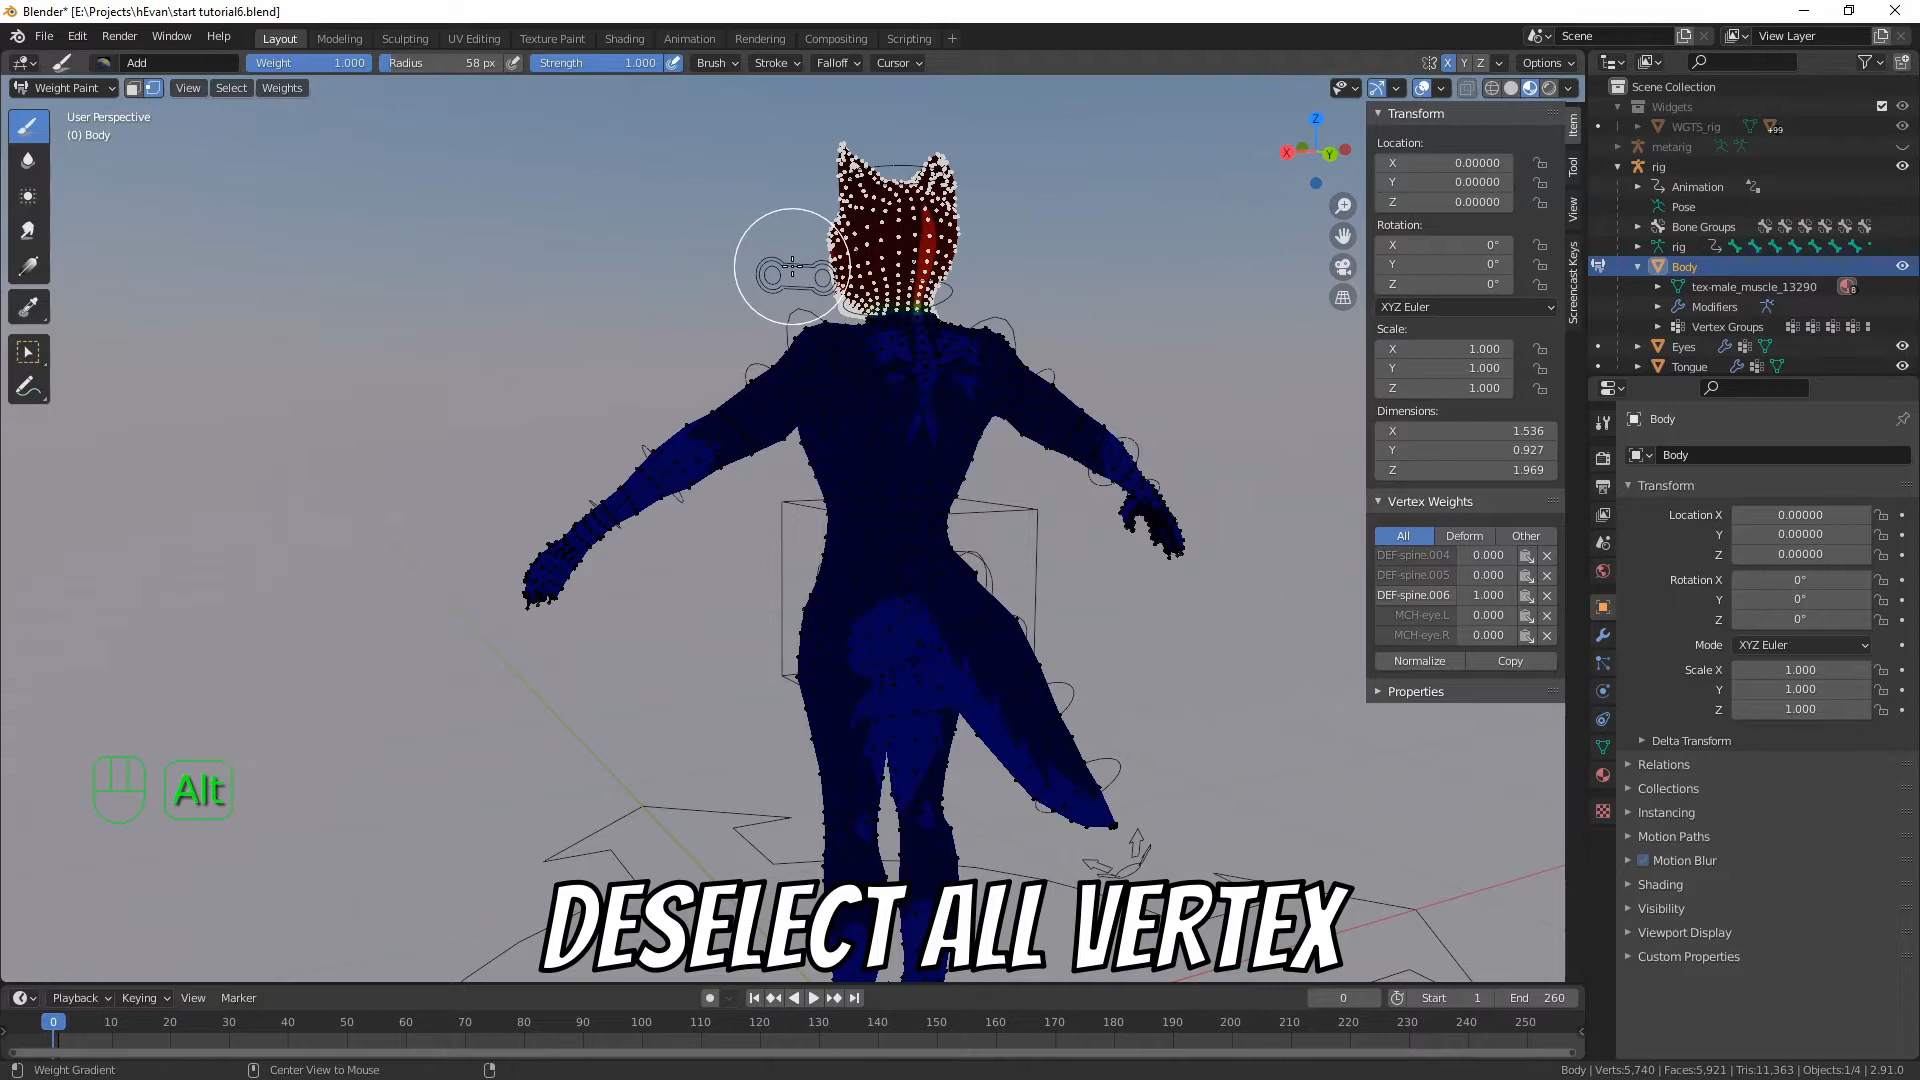 Blender* [E:\Projects\hEvan\start tutorial6.blend]
File Edit Render Window Help
Layout Modeling Sculpting UV Editing Texture Paint Shading Animation Rendering Compositing Scripting +
Scene
View Layer
Add
Weight 1.000
Radius 58 px
Strength 1.000
Brush Stroke Falloff Cursor
X Y Z
Options
Weight Paint
View Select Weights
User Perspective
(0) Body
Z
X
Y
Transform
Location:
X 0.00000
Y 0.00000
Z 0.00000
Rotation:
X 0°
Y 0°
Z 0°
XYZ Euler
Scale:
X 1.000
Y 1.000
Z 1.000
Dimensions:
X 1.536
Y 0.927
Z 1.969
Vertex Weights
All Deform Other
DEF-spine.004 0.000
DEF-spine.005 0.000
DEF-spine.006 1.000
MCH-eye.L 0.000
MCH-eye.R 0.000
Normalize Copy
Properties
Item
Tool
View
Screencast Keys
Scene Collection
Widgets
WGTS_rig +99
metarig
rig
Animation
Pose
Bone Groups
rig
Body
tex-male_muscle_13290 8
Modifiers
Vertex Groups
Eyes
Tongue
Body
Body
Transform
Location X 0.00000
Y 0.00000
Z 0.00000
Rotation X 0°
Y 0°
Z 0°
Mode XYZ Euler
Scale X 1.000
Y 1.000
Z 1.000
Delta Transform
Relations
Collections
Instancing
Motion Paths
Motion Blur
Shading
Visibility
Viewport Display
Custom Properties
Alt
DESELECT ALL VERTEX
Playback Keying View Marker
0
Start 1
End 260
0 10 20 30 40 50 60 70 80 90 100 110 120 130 140 150 160 170 180 190 200 210 220 230 240 250
Weight Gradient
Center View to Mouse
Body | Verts:5,740 | Faces:5,921 | Tris:11,363 | Objects:1/4 | 2.91.0